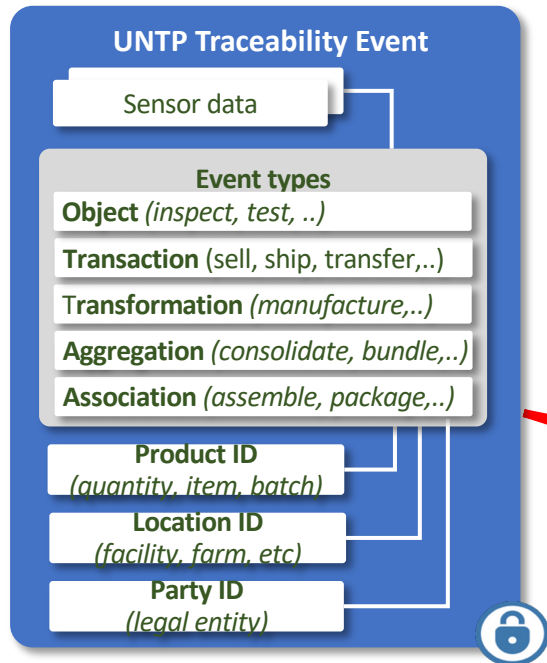 UNTP Traceability Event
Sensor data
Event types
Object (inspect, test, ..)
Transaction (sell, ship, transfer,..)
Transformation (manufacture,..)
Aggregation (consolidate, bundle,..)
Association (assemble, package,..)
Product ID
(quantity, item, batch)
Location ID
(facility, farm, etc)
Party ID
(legal entity)